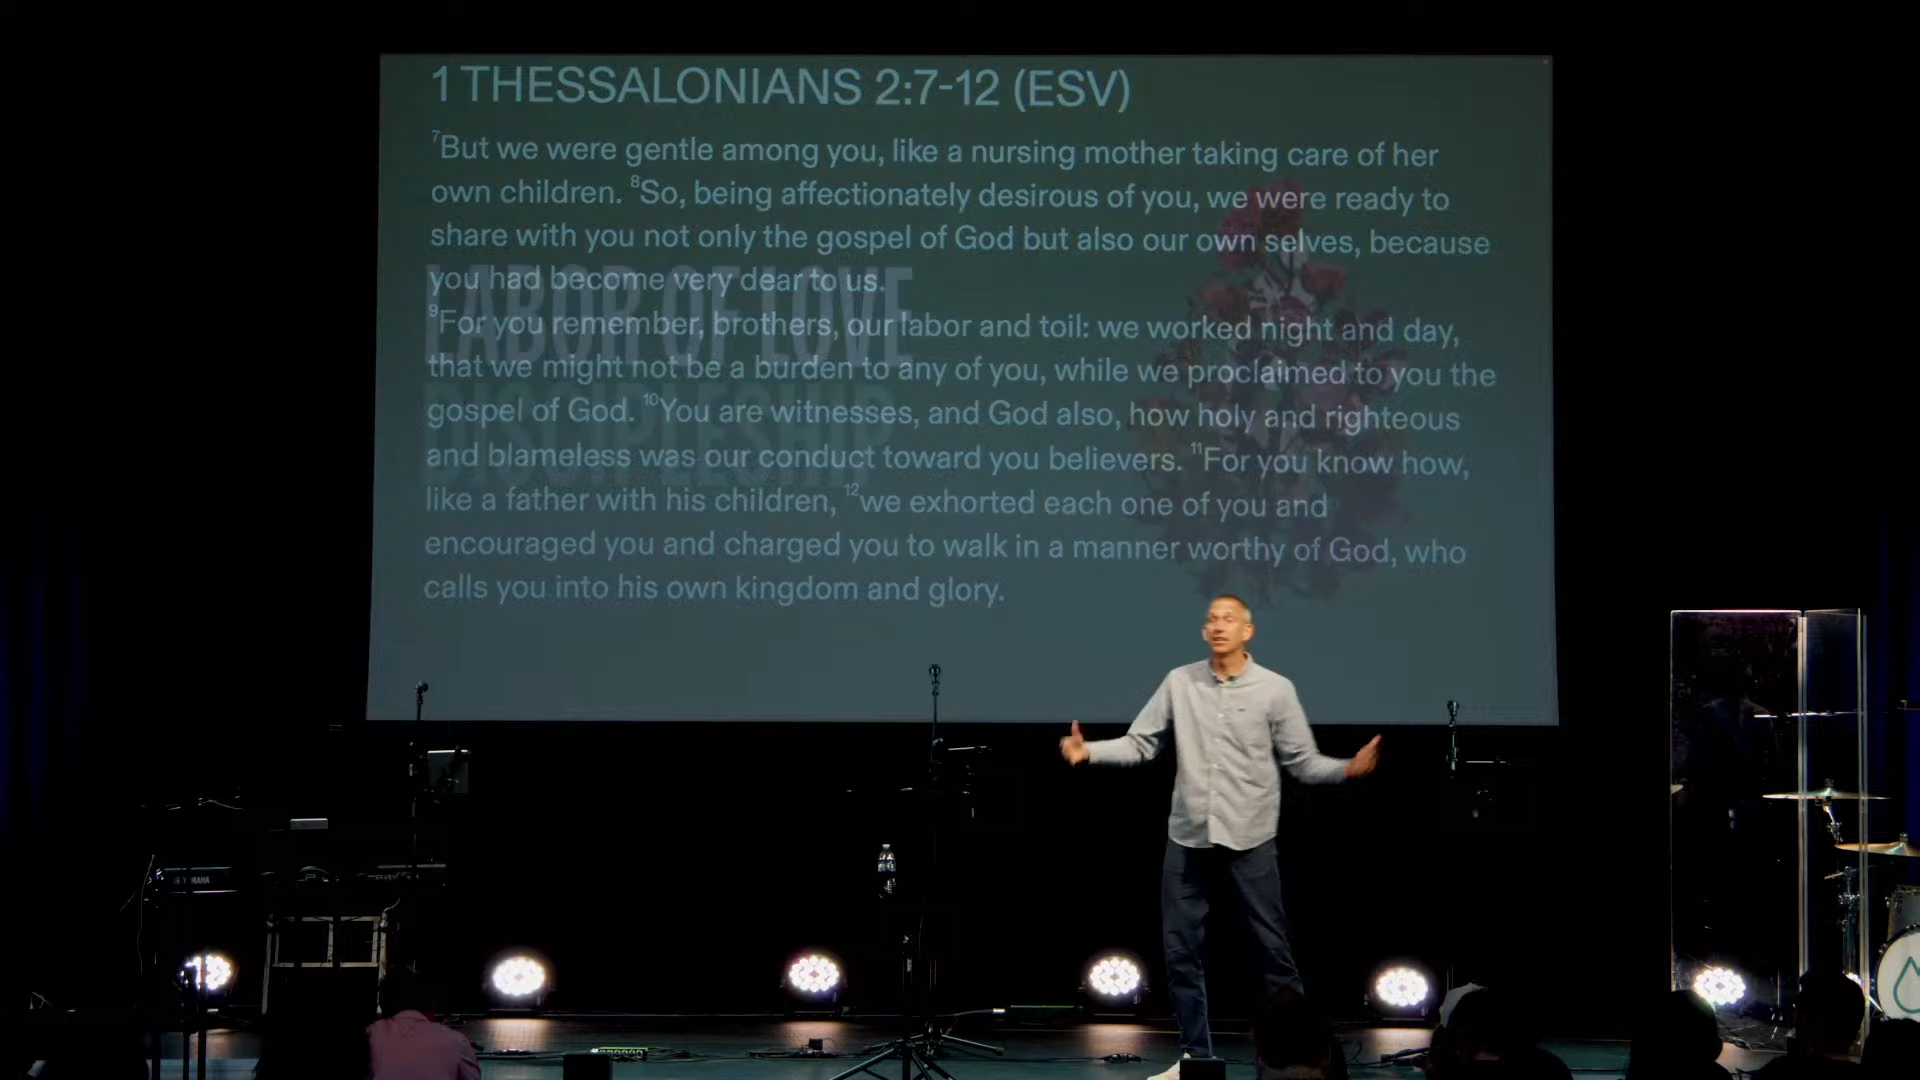 1 THESSALONIANS 2:7-12 (ESV)
⁷But we were gentle among you, like a nursing mother taking care of her
own children. ⁸So, being affectionately desirous of you, we were ready to
share with you not only the gospel of God but also our own selves, because
you had become very dear to us.
⁹For you remember, brothers, our labor and toil: we worked night and day,
that we might not be a burden to any of you, while we proclaimed to you the
gospel of God. ¹⁰You are witnesses, and God also, how holy and righteous
and blameless was our conduct toward you believers. ¹¹For you know how,
like a father with his children, ¹²we exhorted each one of you and
encouraged you and charged you to walk in a manner worthy of God, who
calls you into his own kingdom and glory.
LABOR OF LOVE
DISCIPLESHIP
YAMAHA